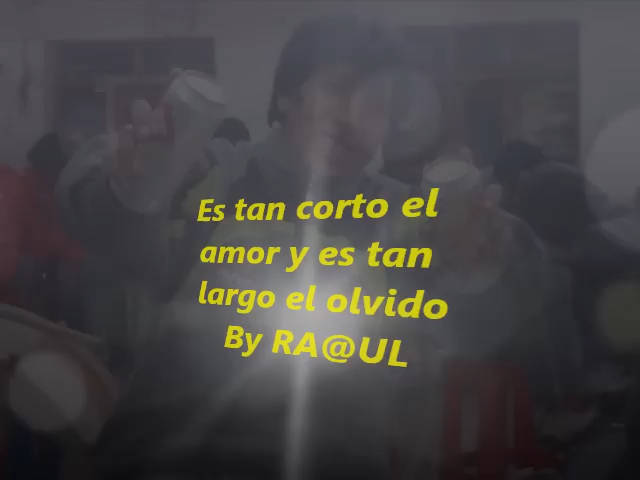 Es tan corto el
amor y es tan
largo el olvido
By RA@UL